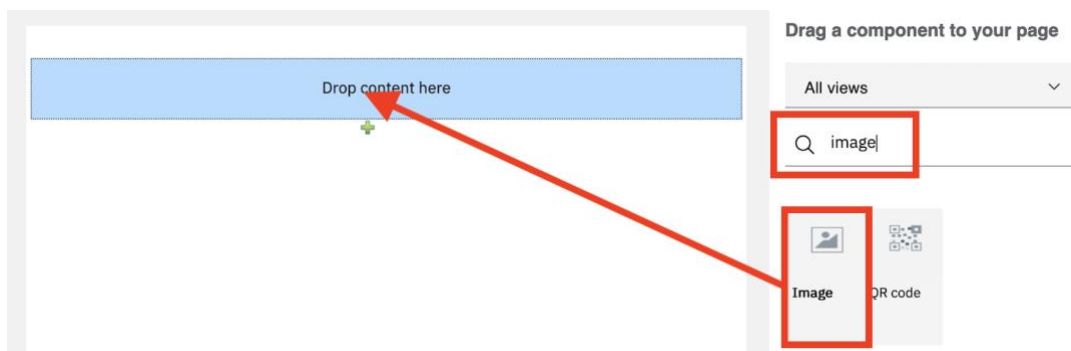 Drag a component to your page
Drop content here
All views
image
Image
QR code